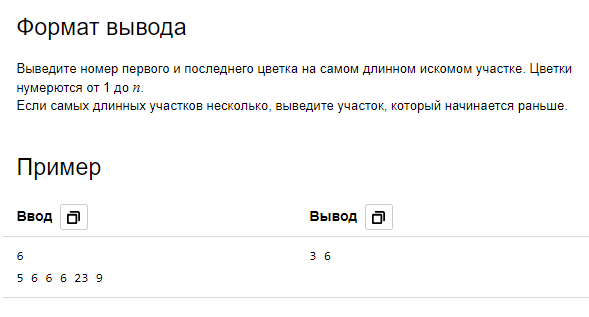 Формат вывода
Выведите номер первого и последнего цветка на самом длинном искомом участке. Цветки
нумерются от 1 до n.
Если самых длинных участков несколько, выведите участок, который начинается раньше.
Пример
Ввод Вывод
6 3 6
5 6 6 6 23 9